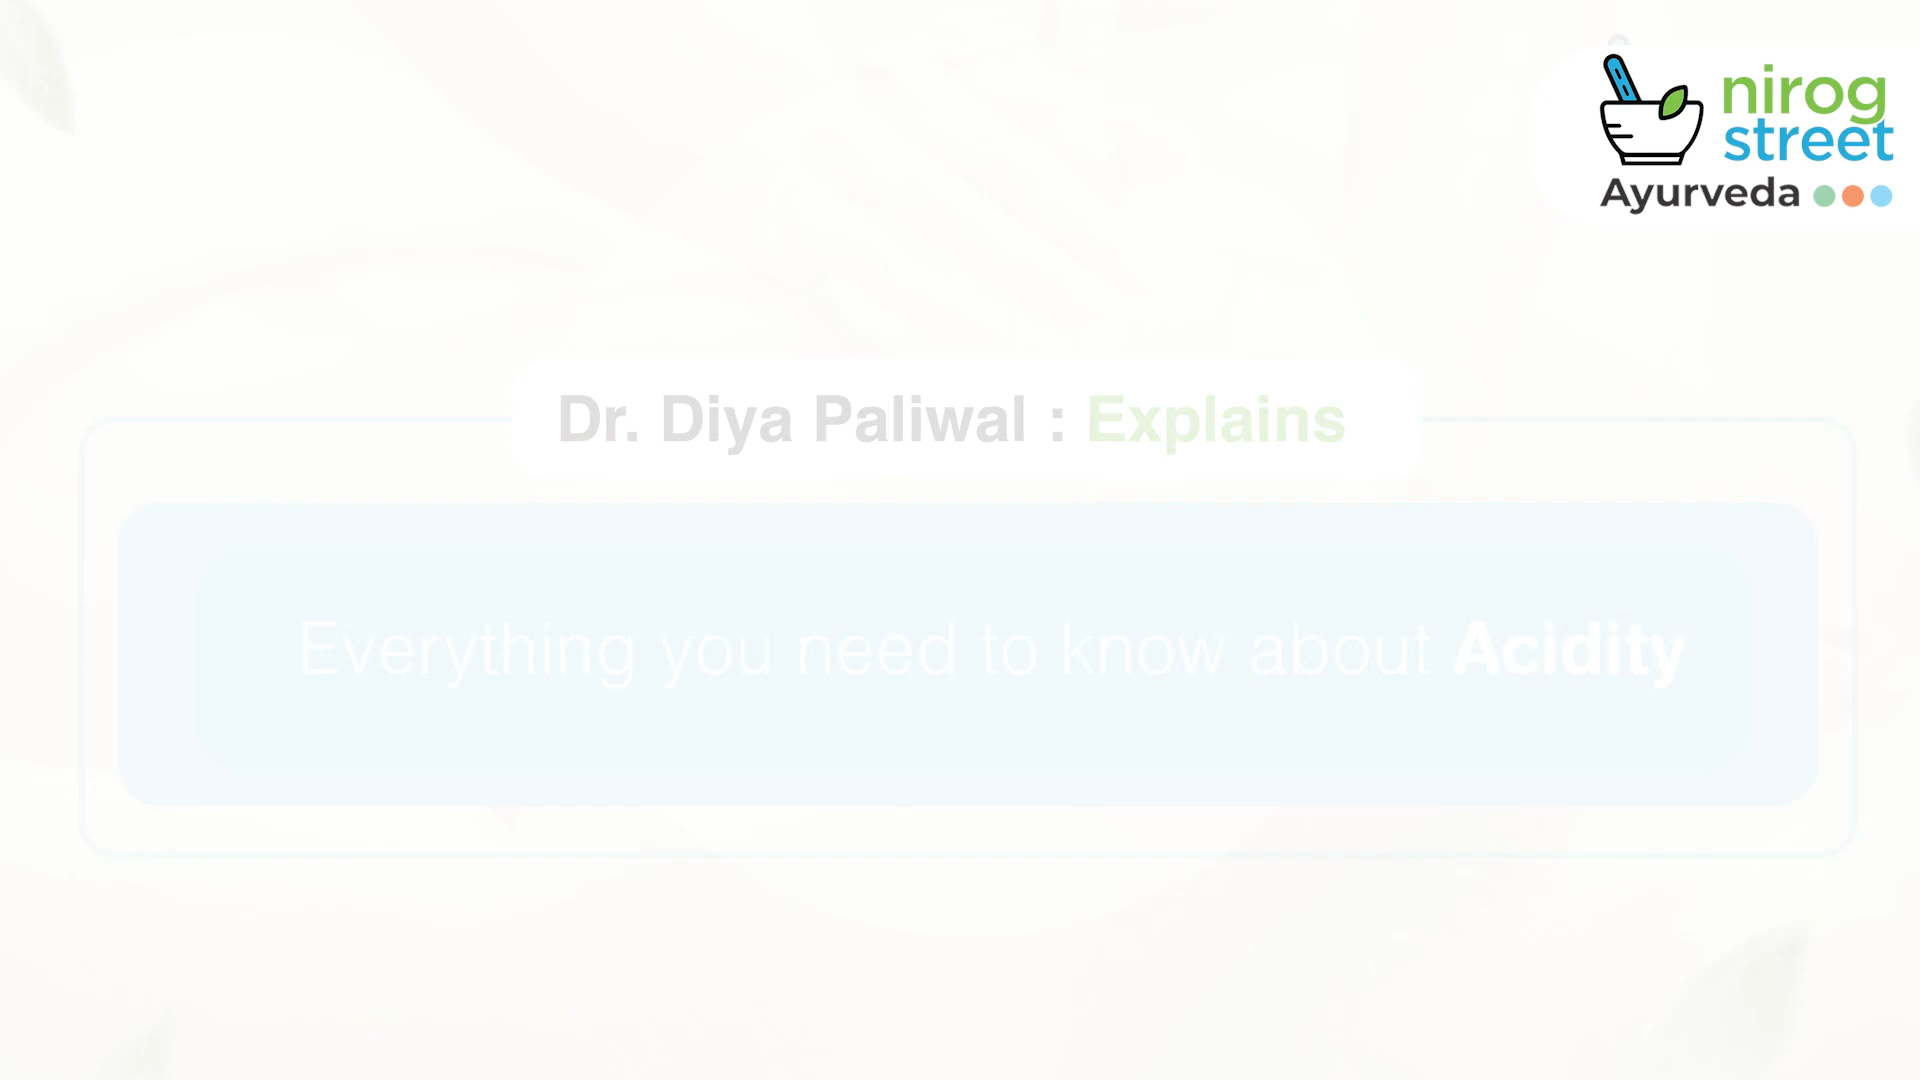 nirog
street
Ayurveda
Dr. Diya Paliwal : Explains
Everything you need to know about Acidity